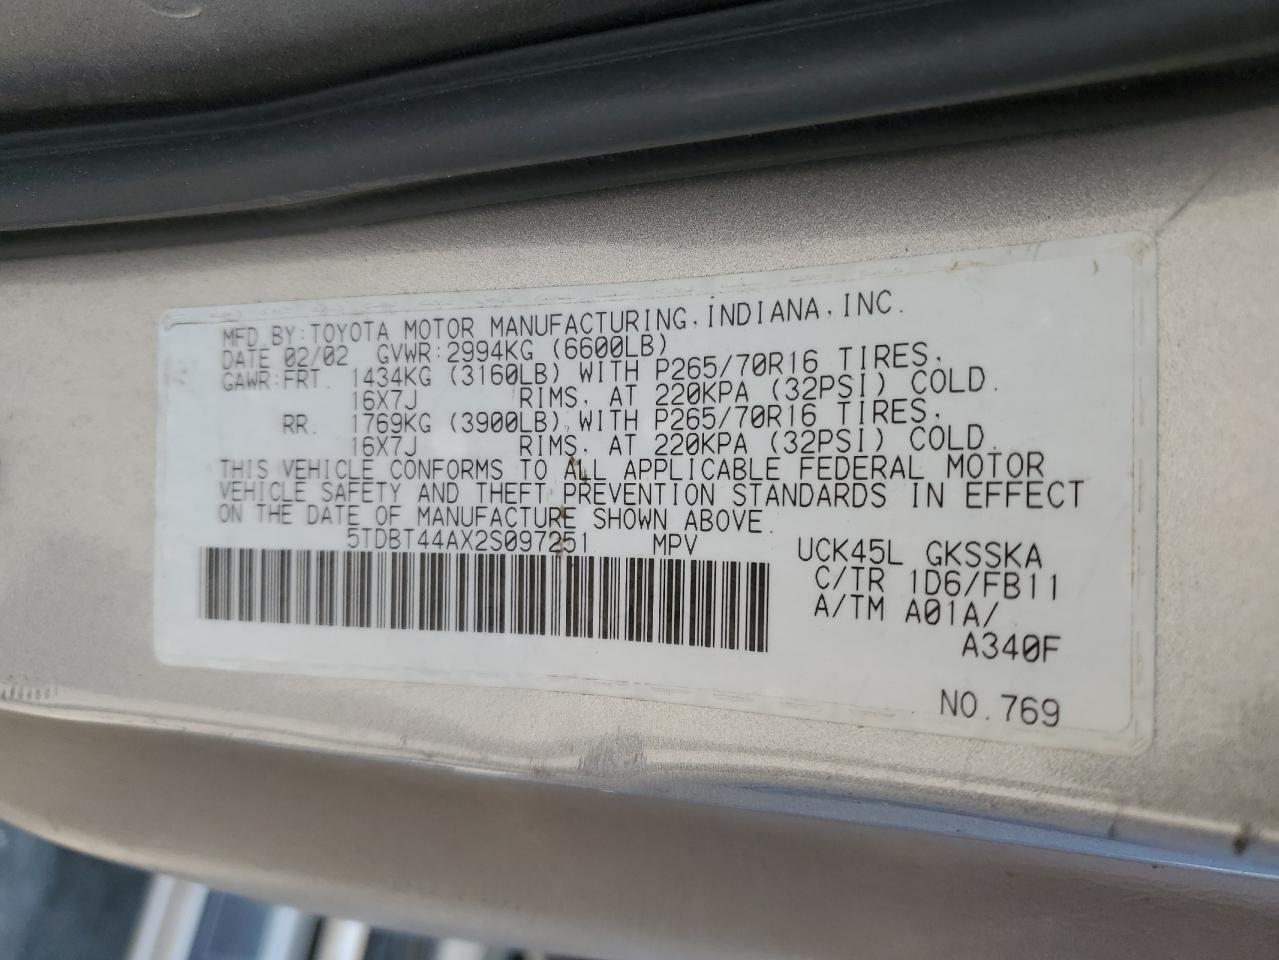 MFD.BY:TOYOTA MOTOR MANUFACTURING,INDIANA,INC.
DATE 02/02 GVWR:2994KG (6600LB)
GAWR:FRT. 1434KG (3160LB) WITH P265/70R16 TIRES,
16X7J RIMS, AT 220KPA (32PSI) COLD.
RR. 1769KG (3900LB) WITH P265/70R16 TIRES,
16X7J RIMS, AT 220KPA (32PSI) COLD.
THIS VEHICLE CONFORMS TO ALL APPLICABLE FEDERAL MOTOR
VEHICLE SAFETY AND THEFT PREVENTION STANDARDS IN EFFECT
ON THE DATE OF MANUFACTURE SHOWN ABOVE.
5TDBT44AX2S097251 MPV UCK45L GKSSKA
C/TR 1D6/FB11
A/TM A01A/
A340F
NO.769